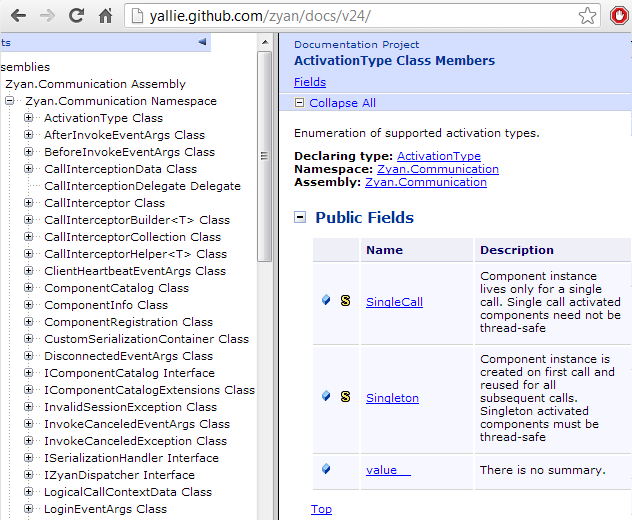 yallie.github.com/zyan/docs/v24/
ts
semblies
Zyan.Communication Assembly
Zyan.Communication Namespace
ActivationType Class
AfterInvokeEventArgs Class
BeforeInvokeEventArgs Class
CallInterceptionData Class
CallInterceptionDelegate Delegate
CallInterceptor Class
CallInterceptorBuilder<T> Class
CallInterceptorCollection Class
CallInterceptorHelper<T> Class
ClientHeartbeatEventArgs Class
ComponentCatalog Class
ComponentInfo Class
ComponentRegistration Class
CustomSerializationContainer Class
DisconnectedEventArgs Class
IComponentCatalog Interface
IComponentCatalogExtensions Class
InvalidSessionException Class
InvokeCanceledEventArgs Class
InvokeCanceledException Class
ISerializationHandler Interface
IZyanDispatcher Interface
LogicalCallContextData Class
LoginEventArgs Class
Documentation Project
ActivationType Class Members
Fields
Collapse All
Enumeration of supported activation types.
Declaring type: ActivationType
Namespace: Zyan.Communication
Assembly: Zyan.Communication
Public Fields
Name Description
S SingleCall
Component instance
lives only for a single
call. Single call activated
components need not be
thread-safe
S Singleton
Component instance is
created on first call and
reused for all
subsequent calls.
Singleton activated
components must be
thread-safe
value__ There is no summary.
Top